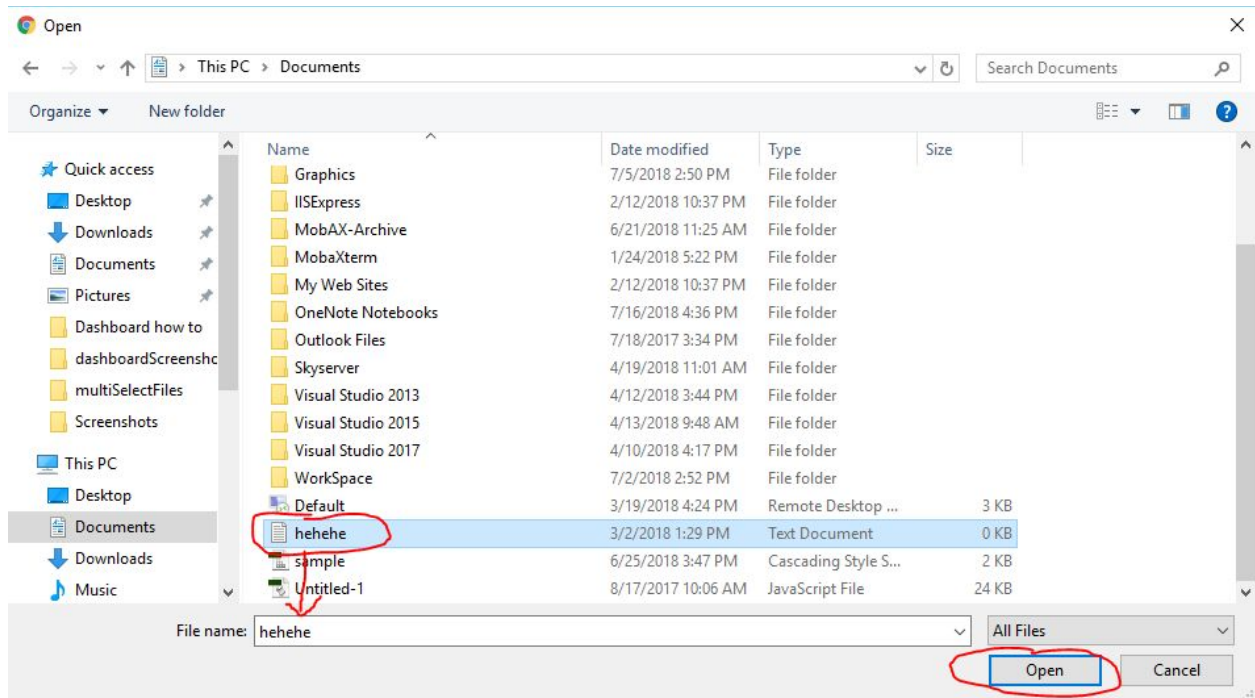 Open
This PC > Documents
Search Documents
Organize
New folder
Name Date modified Type Size
Quick access
Desktop
Downloads
Documents
Pictures
Dashboard how to
dashboardScreensho
multiSelectFiles
Screenshots
This PC
Desktop
Documents
Downloads
Music
Graphics 7/5/2018 2:50 PM File folder
IISExpress 2/12/2018 10:37 PM File folder
MobAX-Archive 6/21/2018 11:25 AM File folder
MobaXterm 1/24/2018 5:22 PM File folder
My Web Sites 2/12/2018 10:37 PM File folder
OneNote Notebooks 7/16/2018 4:36 PM File folder
Outlook Files 7/18/2017 3:34 PM File folder
Skyserver 4/19/2018 11:01 AM File folder
Visual Studio 2013 4/12/2018 3:44 PM File folder
Visual Studio 2015 4/13/2018 9:48 AM File folder
Visual Studio 2017 4/10/2018 4:17 PM File folder
WorkSpace 7/2/2018 2:52 PM File folder
Default 3/19/2018 4:24 PM Remote Desktop ... 3 KB
hehehe 3/2/2018 1:29 PM Text Document 0 KB
sample 6/25/2018 3:47 PM Cascading Style S... 2 KB
Untitled-1 8/17/2017 10:06 AM JavaScript File 24 KB
File name: hehehe All Files
Open Cancel